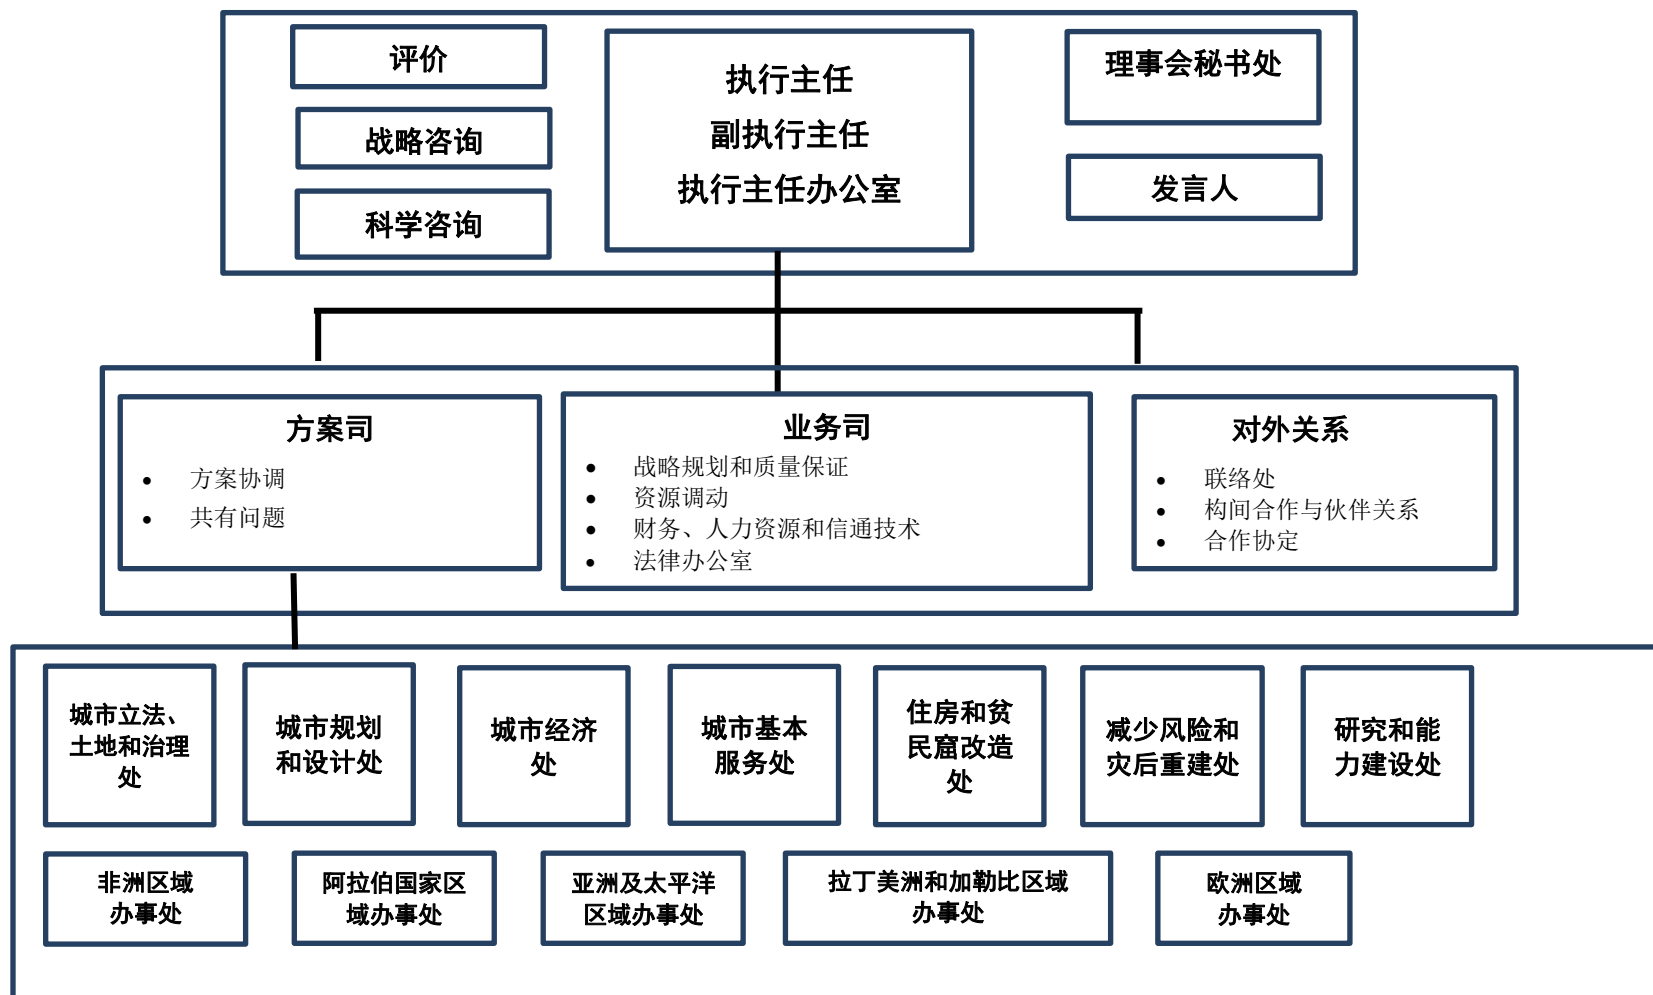 评价
战略咨询
科学咨询
执行主任
副执行主任
执行主任办公室
理事会秘书处
发言人
方案司
• 方案协调
• 共有问题
业务司
• 战略规划和质量保证
• 资源调动
• 财务、人力资源和信通技术
• 法律办公室
对外关系
• 联络处
• 构间合作与伙伴关系
• 合作协定
城市立法、
土地和治理
处
城市规划
和设计处
城市经济
处
城市基本
服务处
住房和贫
民窟改造
处
减少风险和
灾后重建处
研究和能
力建设处
非洲区域
办事处
阿拉伯国家区
域办事处
亚洲及太平洋
区域办事处
拉丁美洲和加勒比区域
办事处
欧洲区域
办事处